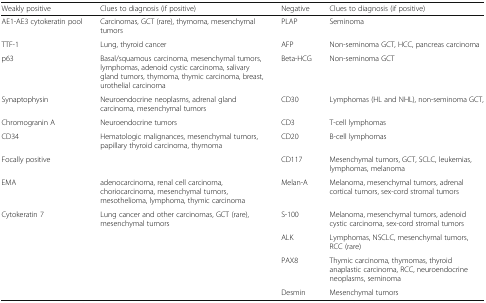 Weakly positive Clues to diagnosis (if positive) Negative Clues to diagnosis (if positive)
AE1-AE3 cytokeratin pool Carcinomas, GCT (rare), thymoma, mesenchymal PLAP Seminoma
tumors
TTF-1 Lung, thyroid cancer AFP Non-seminoma GCT, HCC, pancreas carcinoma
p63 Basal/squamous carcinoma, mesenchymal tumors, Beta-HCG Non-seminoma GCT
lymphomas, adenoid cystic carcinoma, salivary
gland tumors, thymoma, thymic carcinoma, breast,
urothelial carcinoma
Synaptophysin Neuroendocrine neoplasms, adrenal gland CD30 Lymphomas (HL and NHL), non-seminoma GCT,
carcinoma, mesenchymal tumors
Chromogranin A Neuroendocrine tumors CD3 T-cell lymphomas
CD34 Hematologic malignances, mesenchymal tumors, CD20 B-cell lymphomas
papillary thyroid carcinoma, thymoma
Focally positive CD117 Mesenchymal tumors, GCT, SCLC, leukemias,
lymphomas, melanoma
EMA adenocarcinoma, renal cell carcinoma, Melan-A Melanoma, mesenchymal tumors, adrenal
choriocarcinoma, mesenchymal tumors, cortical tumors, sex-cord stromal tumors
mesothelioma, lymphoma, thymic carcinoma
Cytokeratin 7 Lung cancer and other carcinomas, GCT (rare), S-100 Melanoma, mesenchymal tumors, adenoid
mesenchymal tumors cystic carcinoma, sex-cord stromal tumors
ALK Lymphomas, NSCLC, mesenchymal tumors,
RCC (rare)
PAX8 Thymic carcinoma, thymomas, thyroid
anaplastic carcinoma, RCC, neuroendocrine
neoplasms, seminoma
Desmin Mesenchymal tumors